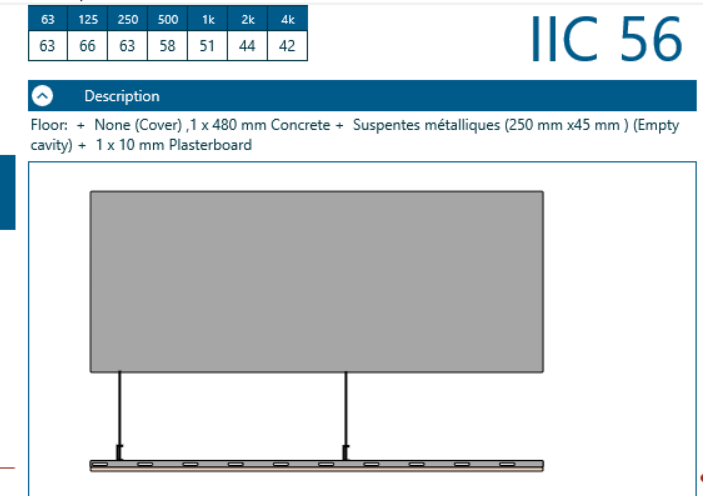 63 125 250 500 1k 2k 4k
63 66 63 58 51 44 42
IIC 56
Description
Floor: + None (Cover) ,1 x 480 mm Concrete + Suspentes métalliques (250 mm x45 mm ) (Empty
cavity) + 1 x 10 mm Plasterboard